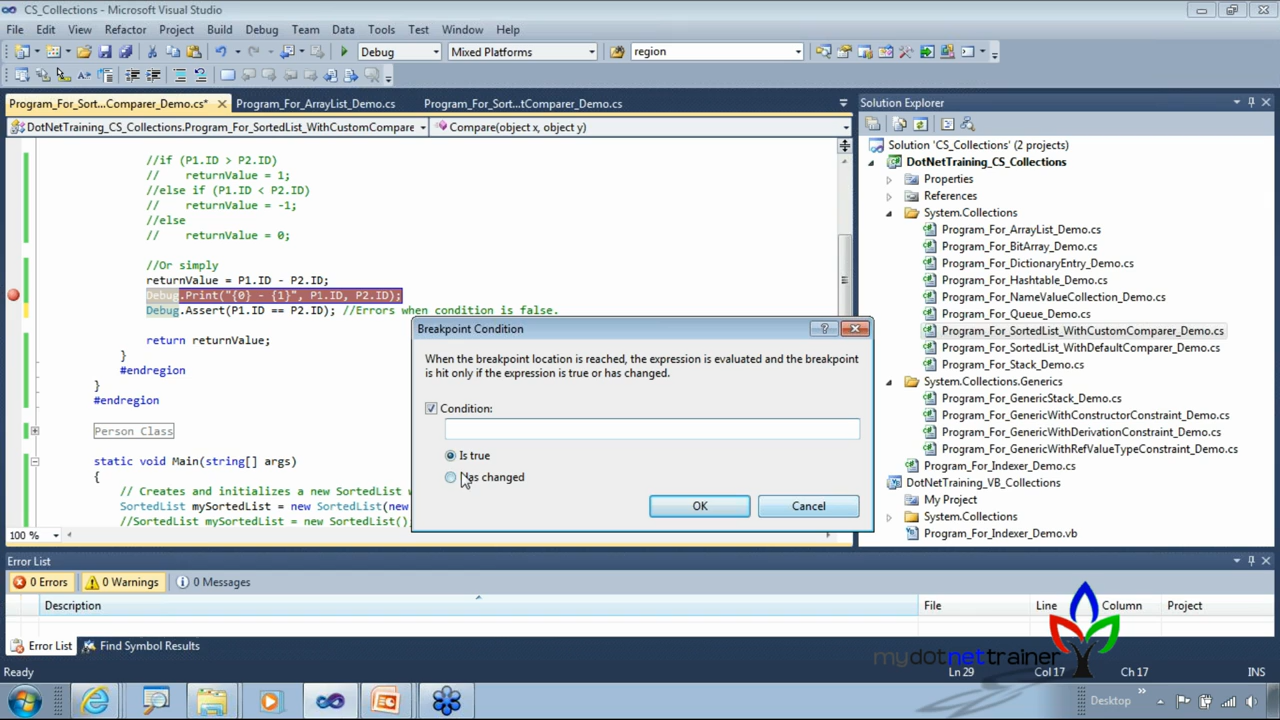 CS_Collections - Microsoft Visual Studio
File Edit View Refactor Project Build Debug Team Data Tools Test Window Help
Debug Mixed Platforms region
Program_For_Sort...Comparer_Demo.cs* Program_For_ArrayList_Demo.cs Program_For_Sort...tComparer_Demo.cs
DotNetTraining_CS_Collections.Program_For_SortedList_WithCustomCompare Compare(object x, object y)
//if (P1.ID > P2.ID)
// returnValue = 1;
//else if (P1.ID < P2.ID)
// returnValue = -1;
//else
// returnValue = 0;
//Or simply
returnValue = P1.ID - P2.ID;
Debug.Print("{0} - {1}", P1.ID, P2.ID);
Debug.Assert(P1.ID == P2.ID); //Errors when condition is false.
return returnValue;
}
#endregion
}
#endregion
Person Class
static void Main(string[] args)
{
// Creates and initializes a new SortedList
SortedList mySortedList = new SortedList(new
//SortedList mySortedList = new SortedList();
100 %
Breakpoint Condition
When the breakpoint location is reached, the expression is evaluated and the breakpoint
is hit only if the expression is true or has changed.
Condition:
Is true
Has changed
OK Cancel
Solution Explorer
Solution 'CS_Collections' (2 projects)
DotNetTraining_CS_Collections
Properties
References
System.Collections
Program_For_ArrayList_Demo.cs
Program_For_BitArray_Demo.cs
Program_For_DictionaryEntry_Demo.cs
Program_For_Hashtable_Demo.cs
Program_For_NameValueCollection_Demo.cs
Program_For_Queue_Demo.cs
Program_For_SortedList_WithCustomComparer_Demo.cs
Program_For_SortedList_WithDefaultComparer_Demo.cs
Program_For_Stack_Demo.cs
System.Collections.Generics
Program_For_GenericStack_Demo.cs
Program_For_GenericWithConstructorConstraint_Demo.cs
Program_For_GenericWithDerivationConstraint_Demo.cs
Program_For_GenericWithRefValueTypeConstraint_Demo.cs
Program_For_Indexer_Demo.cs
DotNetTraining_VB_Collections
My Project
System.Collections
Program_For_Indexer_Demo.vb
Error List
0 Errors 0 Warnings 0 Messages
Description File Line Column Project
Error List Find Symbol Results
mydotnettrainer
Ready Ln 29 Col 17 Ch 17 INS
Desktop